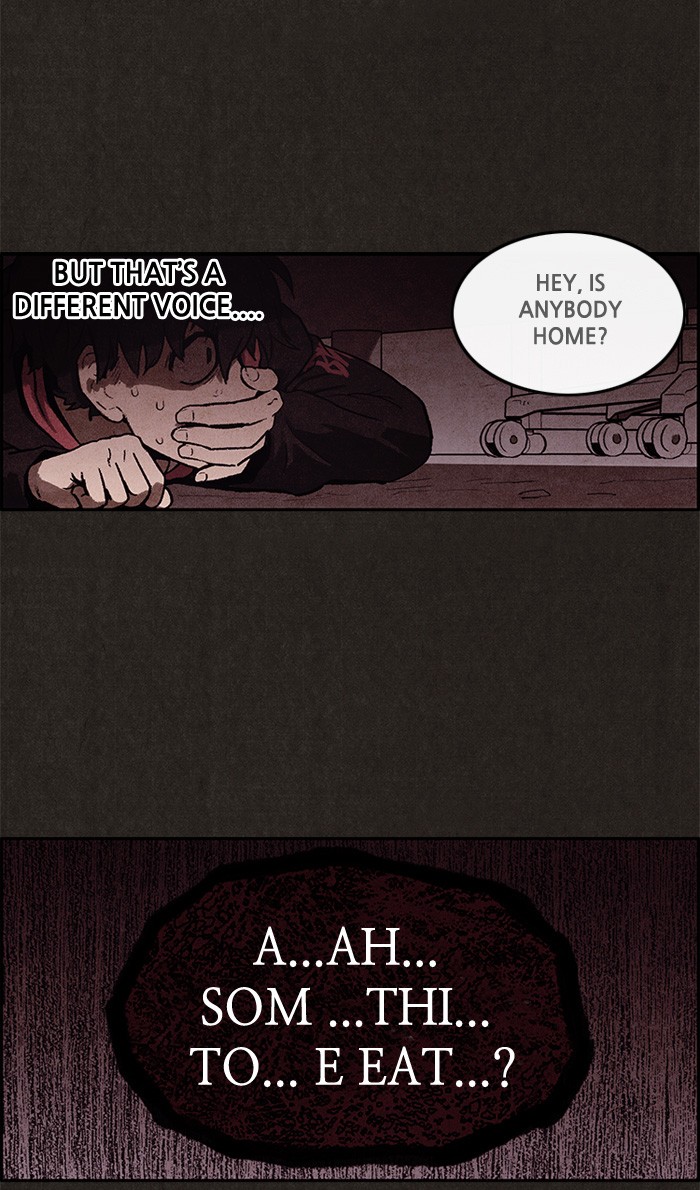 BUT THAT'S A
DIFFERENT VOICE....
HEY, IS
ANYBODY
HOME?
A...AH...
SOM ...THI...
TO... E EAT...?